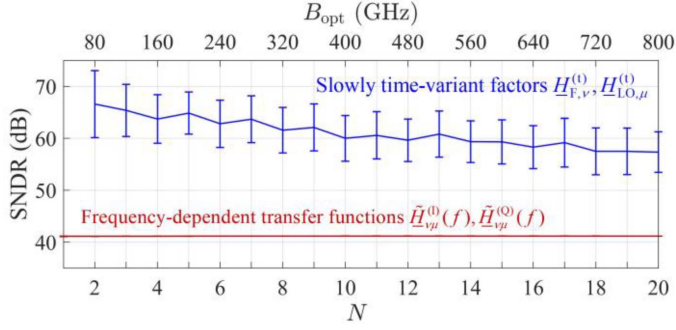 B_opt (GHz)
80 160 240 320 400 480 560 640 720 800
SNDR (dB)
70
60
50
40
Slowly time-variant factors H_F,ν^(t), H_LO,μ^(t)
Frequency-dependent transfer functions H̃_νμ^(I)(f), H̃_νμ^(Q)(f)
2 4 6 8 10 12 14 16 18 20
N